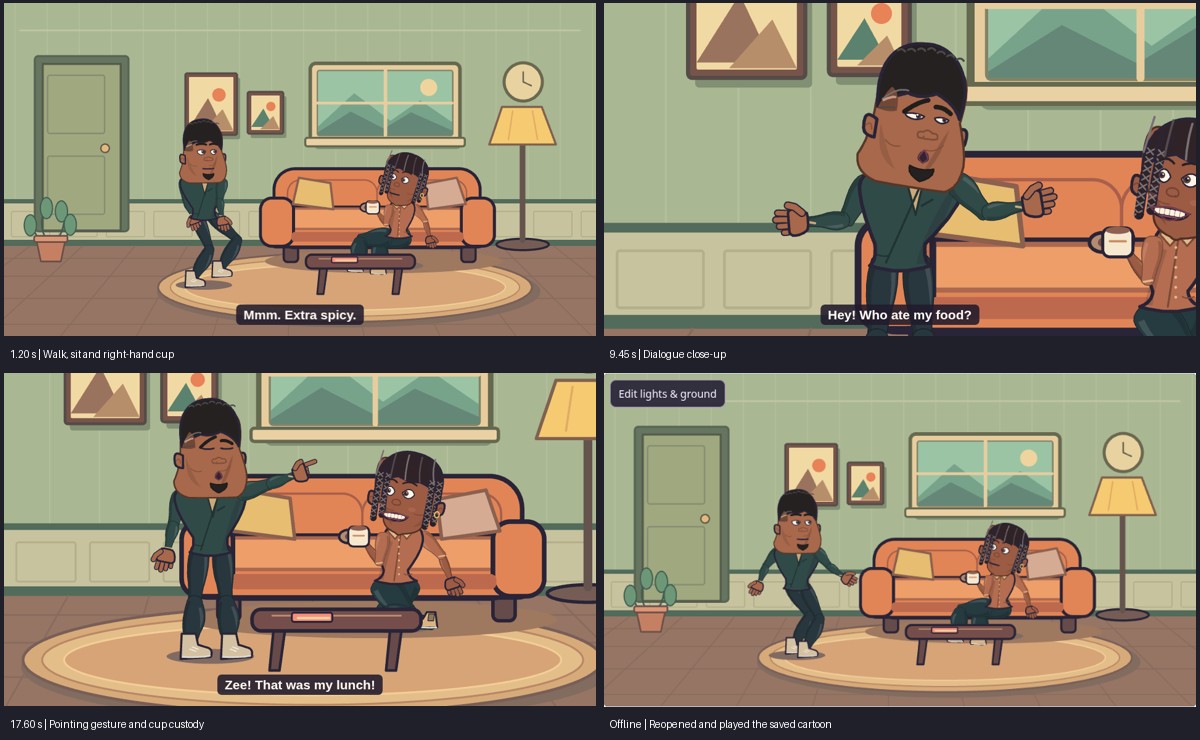 Mmm. Extra spicy.
1.20 s | Walk, sit and right-hand cup
Hey! Who ate my food?
9.45 s | Dialogue close-up
Zee! That was my lunch!
17.60 s | Pointing gesture and cup custody
Edit lights & ground
Offline | Reopened and played the saved cartoon